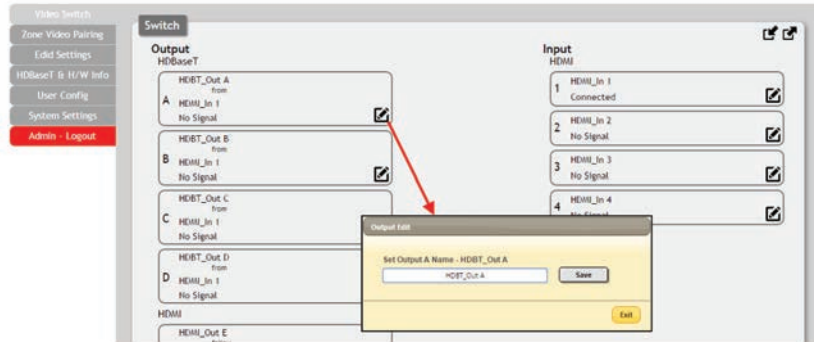 Video Switch
Zone Video Pairing
Edid Settings
HDBaseT & H/W Info
User Config
System Settings
Admin - Logout
Switch
Output
HDBaseT
HDBT_Out A
from
A
HDMI_In 1
No Signal
HDBT_Out B
from
B
HDMI_In 1
No Signal
HDBT_Out C
from
C
HDMI_In 1
No Signal
HDBT_Out D
from
D
HDMI_In 1
No Signal
HDMI
HDMI_Out E
Input
HDMI
1
HDMI_In 1
Connected
2
HDMI_In 2
No Signal
3
HDMI_In 3
No Signal
4
HDMI_In 4
No Signal
Output Edit
Set Output A Name - HDBT_Out A
HDBT_Out A
Save
Exit